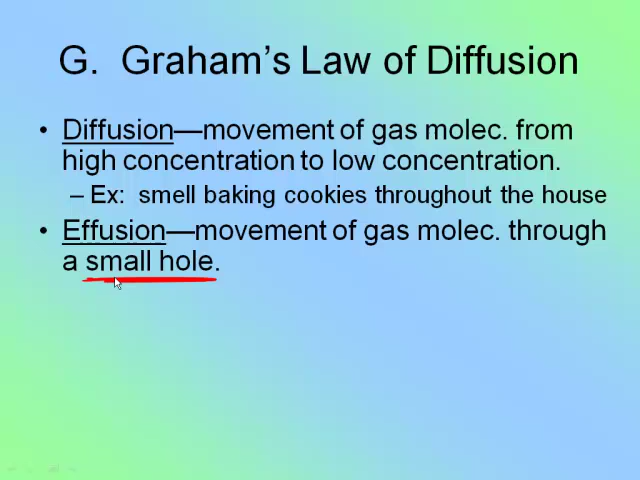 G.  Graham's Law of Diffusion
• Diffusion—movement of gas molec. from
high concentration to low concentration.
– Ex:  smell baking cookies throughout the house
• Effusion—movement of gas molec. through
a small hole.